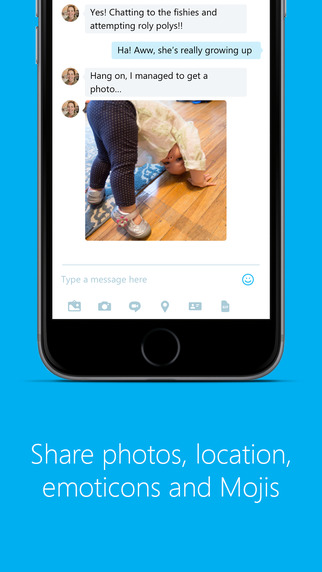 Yes! Chatting to the fishies and
attempting roly polys!!
Ha! Aww, she's really growing up
Hang on, I managed to get a
photo...
Type a message here
Share photos, location,
emoticons and Mojis